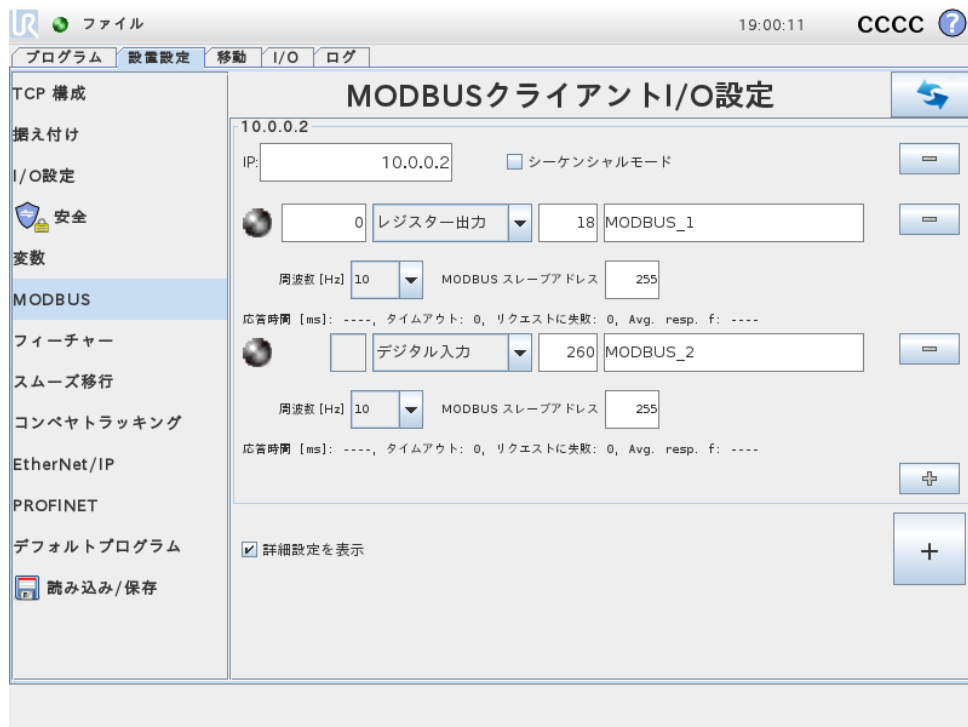 UR ファイル 19:00:11 CCCC ?
プログラム 設置設定 移動 I/O ログ
TCP 構成
据え付け
I/O設定
安全
変数
MODBUS
フィーチャー
スムーズ移行
コンベヤトラッキング
EtherNet/IP
PROFINET
デフォルトプログラム
読み込み/保存
MODBUSクライアントI/O設定
10.0.0.2
IP: 10.0.0.2 シーケンシャルモード
0 レジスター出力 18 MODBUS_1
周波数 [Hz] 10 MODBUS スレーブアドレス 255
応答時間 [ms]: ----, タイムアウト: 0, リクエストに失敗: 0, Avg. resp. f: ----
デジタル入力 260 MODBUS_2
周波数 [Hz] 10 MODBUS スレーブアドレス 255
応答時間 [ms]: ----, タイムアウト: 0, リクエストに失敗: 0, Avg. resp. f: ----
詳細設定を表示